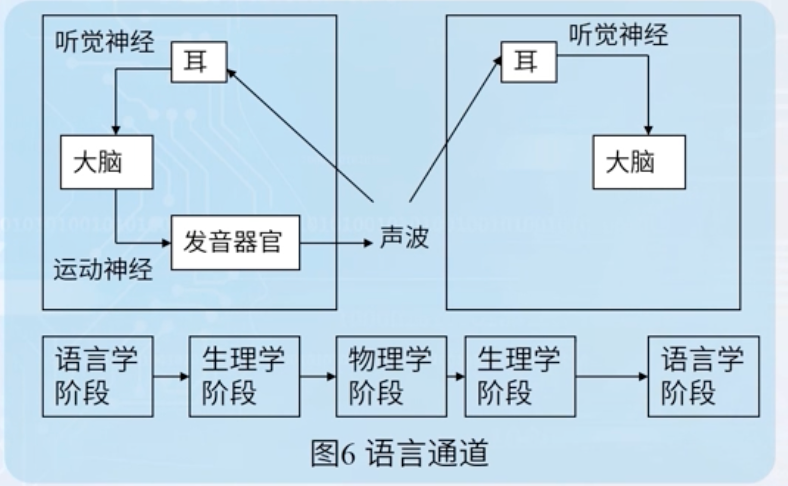 听觉神经
耳
大脑
发音器官
运动神经
声波
耳
听觉神经
大脑
语言学
阶段
生理学
阶段
物理学
阶段
生理学
阶段
语言学
阶段
图6 语言通道